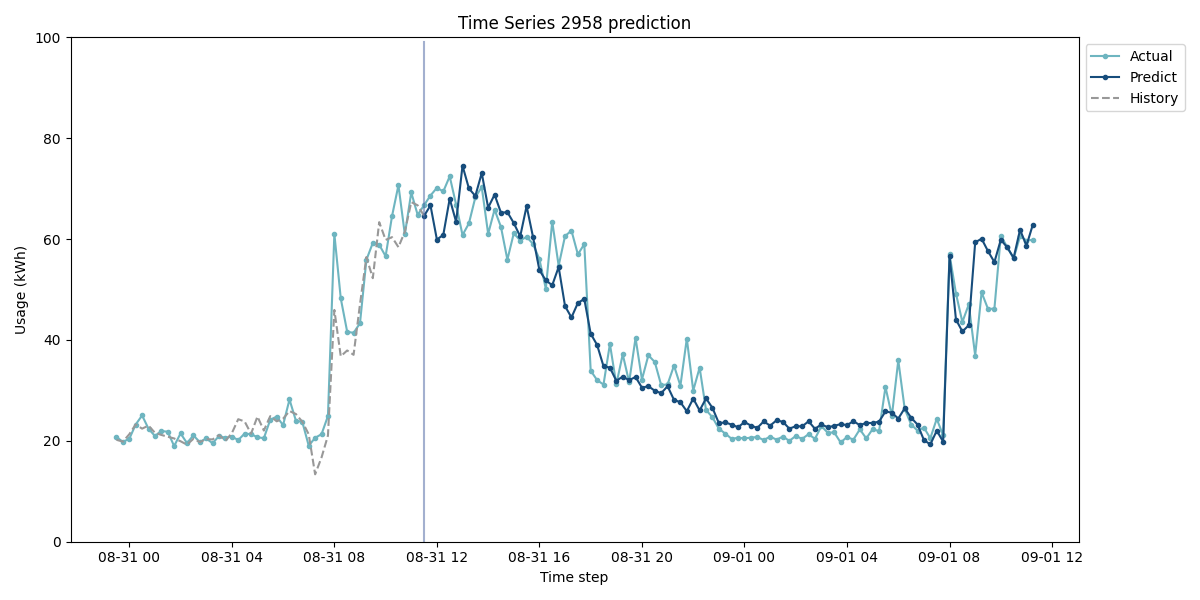 Time Series 2958 prediction
100
80
60
40
20
0
Usage (kWh)
08-31 00
08-31 04
08-31 08
08-31 12
08-31 16
08-31 20
09-01 00
09-01 04
09-01 08
09-01 12
Time step
Actual
Predict
History